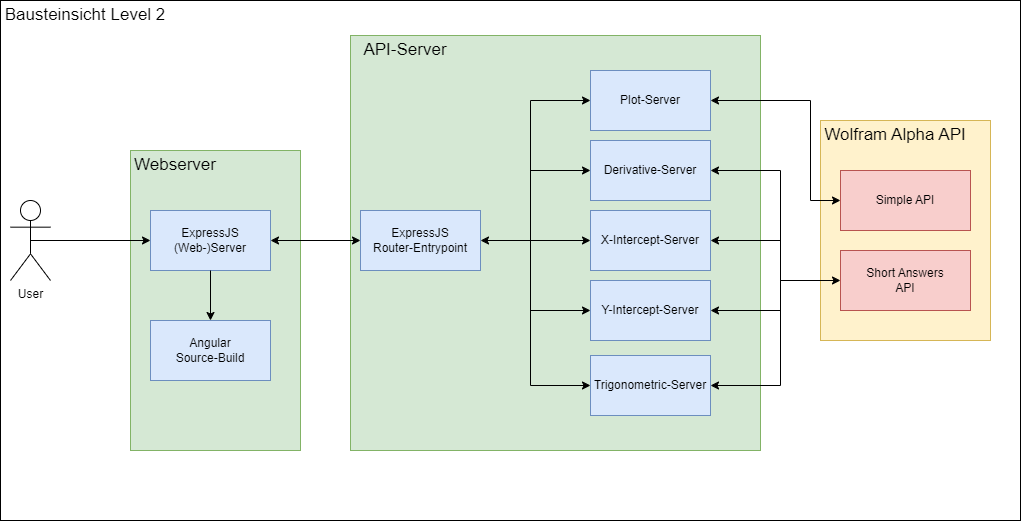 Bausteinsicht Level 2
API-Server
Plot-Server
Wolfram Alpha API
Webserver
Derivative-Server
Simple API
ExpressJS
(Web-)Server
ExpressJS
Router-Entrypoint
X-Intercept-Server
Short Answers
API
User
Y-Intercept-Server
Angular
Source-Build
Trigonometric-Server